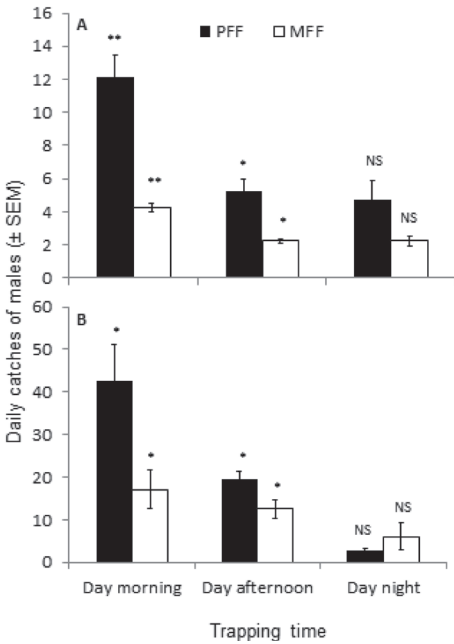 16
A
**
■ PFF □ MFF
14
12
10
8
6
4
2
0
**
*
*
NS
NS
Daily catches of males (± SEM)
60
B
50
40
30
20
10
0
*
*
*
*
NS
NS
Day morning Day afternoon Day night
Trapping time